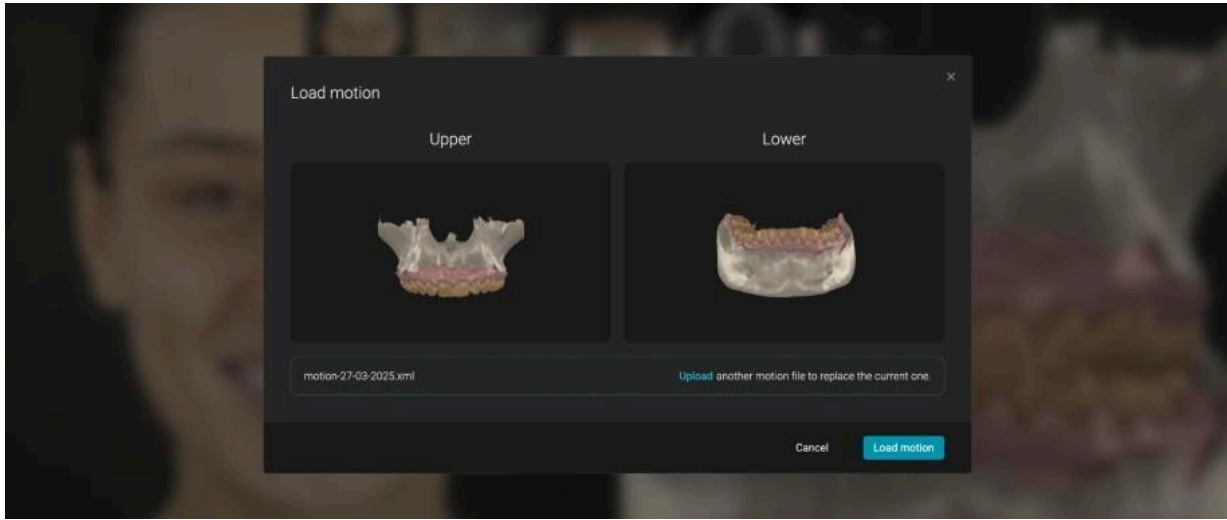 Load motion
Upper
Lower
motion-27-03-2025.xml
Upload another motion file to replace the current one.
Cancel
Load motion